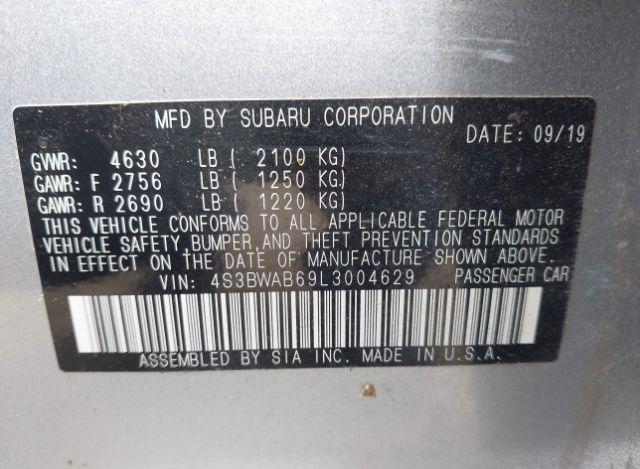 MFD BY SUBARU CORPORATION
DATE: 09/19
GVWR: 4630 LB ( 2100 KG)
GAWR: F 2756 LB ( 1250 KG)
GAWR: R 2690 LB ( 1220 KG)
THIS VEHICLE CONFORMS TO ALL APPLICABLE FEDERAL MOTOR
VEHICLE SAFETY, BUMPER, AND THEFT PREVENTION STANDARDS
IN EFFECT ON THE DATE OF MANUFACTURE SHOWN ABOVE.
VIN: 4S3BWAB69L3004629 PASSENGER CAR
ASSEMBLED BY SIA INC. MADE IN U.S.A.